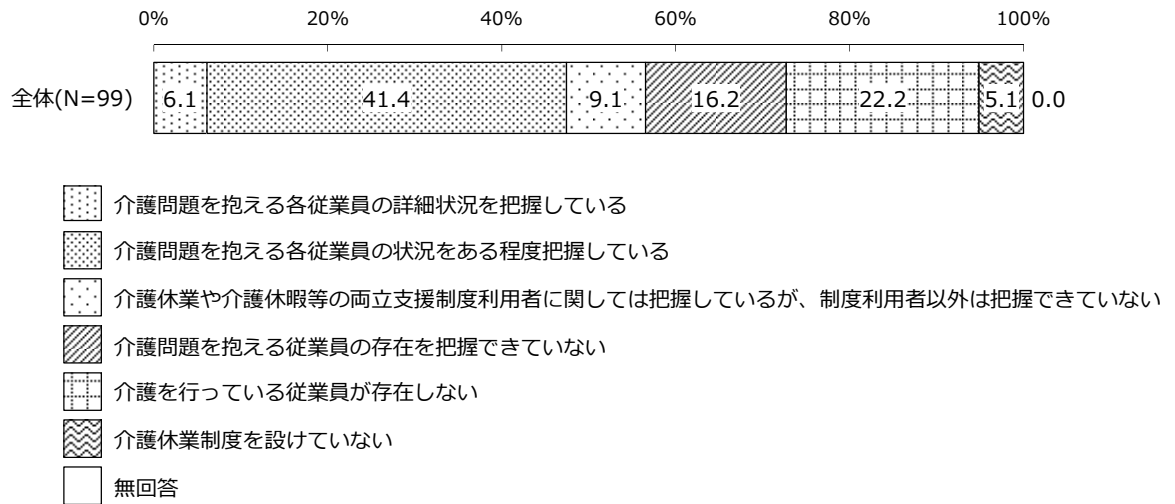 0% 20% 40% 60% 80% 100%
全体(N=99) 6.1 41.4 9.1 16.2 22.2 5.1 0.0
介護問題を抱える各従業員の詳細状況を把握している
介護問題を抱える各従業員の状況をある程度把握している
介護休業や介護休暇等の両立支援制度利用者に関しては把握しているが、制度利用者以外は把握できていない
介護問題を抱える従業員の存在を把握できていない
介護を行っている従業員が存在しない
介護休業制度を設けていない
無回答